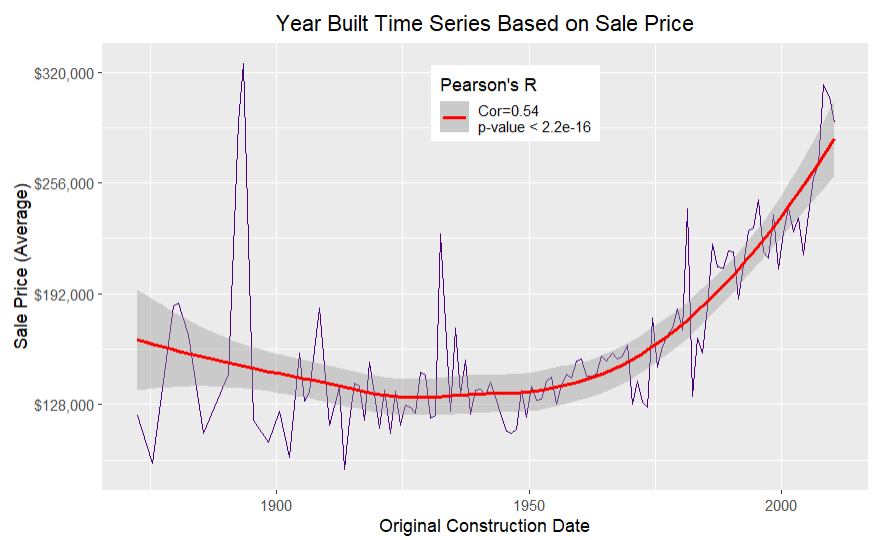 Year Built Time Series Based on Sale Price
Pearson's R
Cor=0.54
p-value < 2.2e-16
Sale Price (Average)
$320,000
$256,000
$192,000
$128,000
1900
1950
2000
Original Construction Date